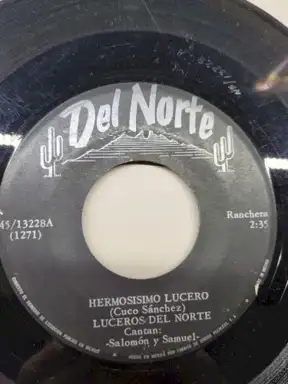 Del Norte
45/13228A
(1271)
Ranchera
2:35
HERMOSISIMO LUCERO
(Cuco Sánchez)
LUCEROS DEL NORTE
Cantan:
-Salomón y Samuel-